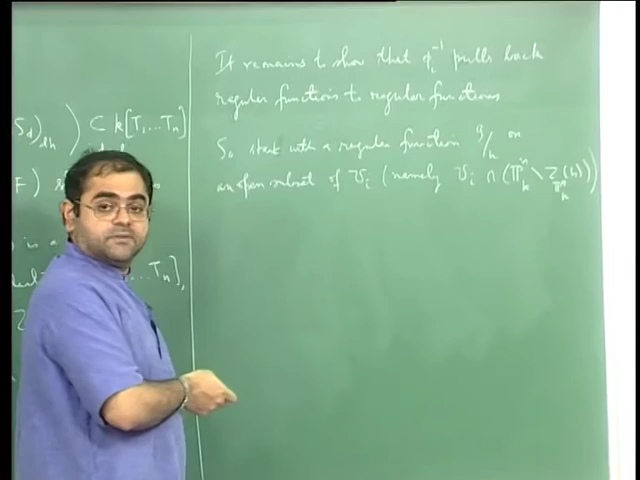 S_d)_{dh} ) ⊂ k[T_1...T_n]
F)
is a
...T_n],
It remains to show that φ_i^{-1} pulls back
regular functions to regular functions
So start with a regular function g/h on
an open subset of U_i (namely U_i ∩ (ℙ^n_k \ Z_{ℙ^n_k}(h)))